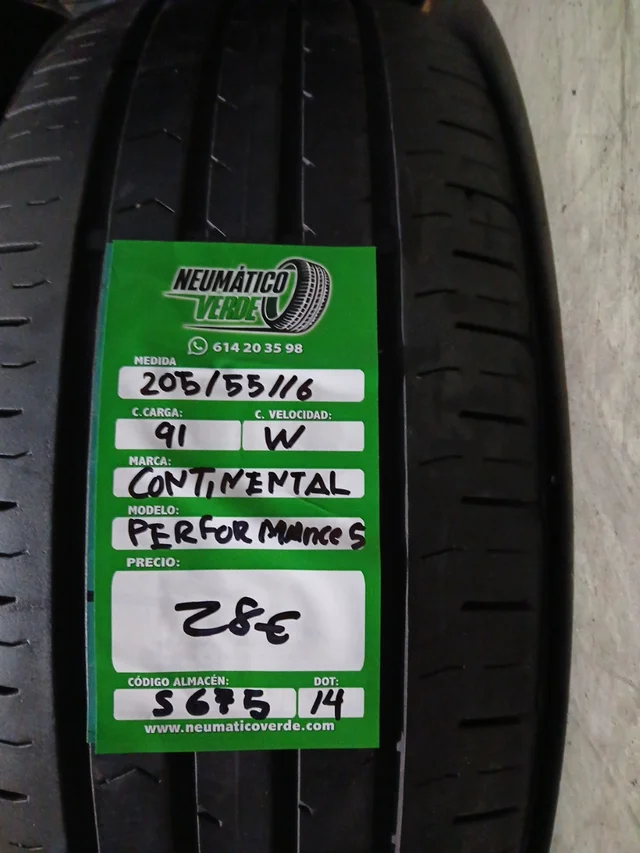 NEUMÁTICO
VERDE
614 20 35 98
MEDIDA
205/55/16
C.CARGA: C. VELOCIDAD:
91 W
MARCA:
CONTINENTAL
MODELO:
PERFORMANCE 5
PRECIO:
28€
CÓDIGO ALMACÉN: DOT:
S675 14
www.neumaticoverde.com